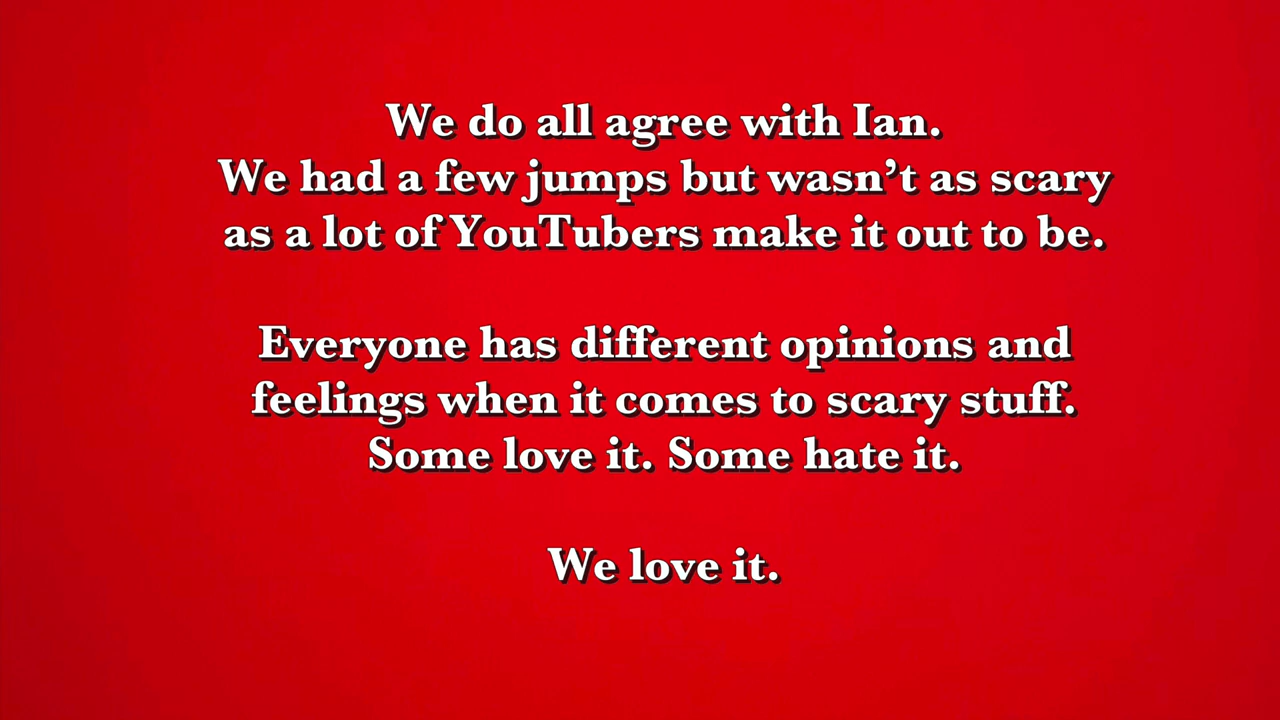 We do all agree with Ian.
We had a few jumps but wasn’t as scary
as a lot of YouTubers make it out to be.
Everyone has different opinions and
feelings when it comes to scary stuff.
Some love it. Some hate it.
We love it.